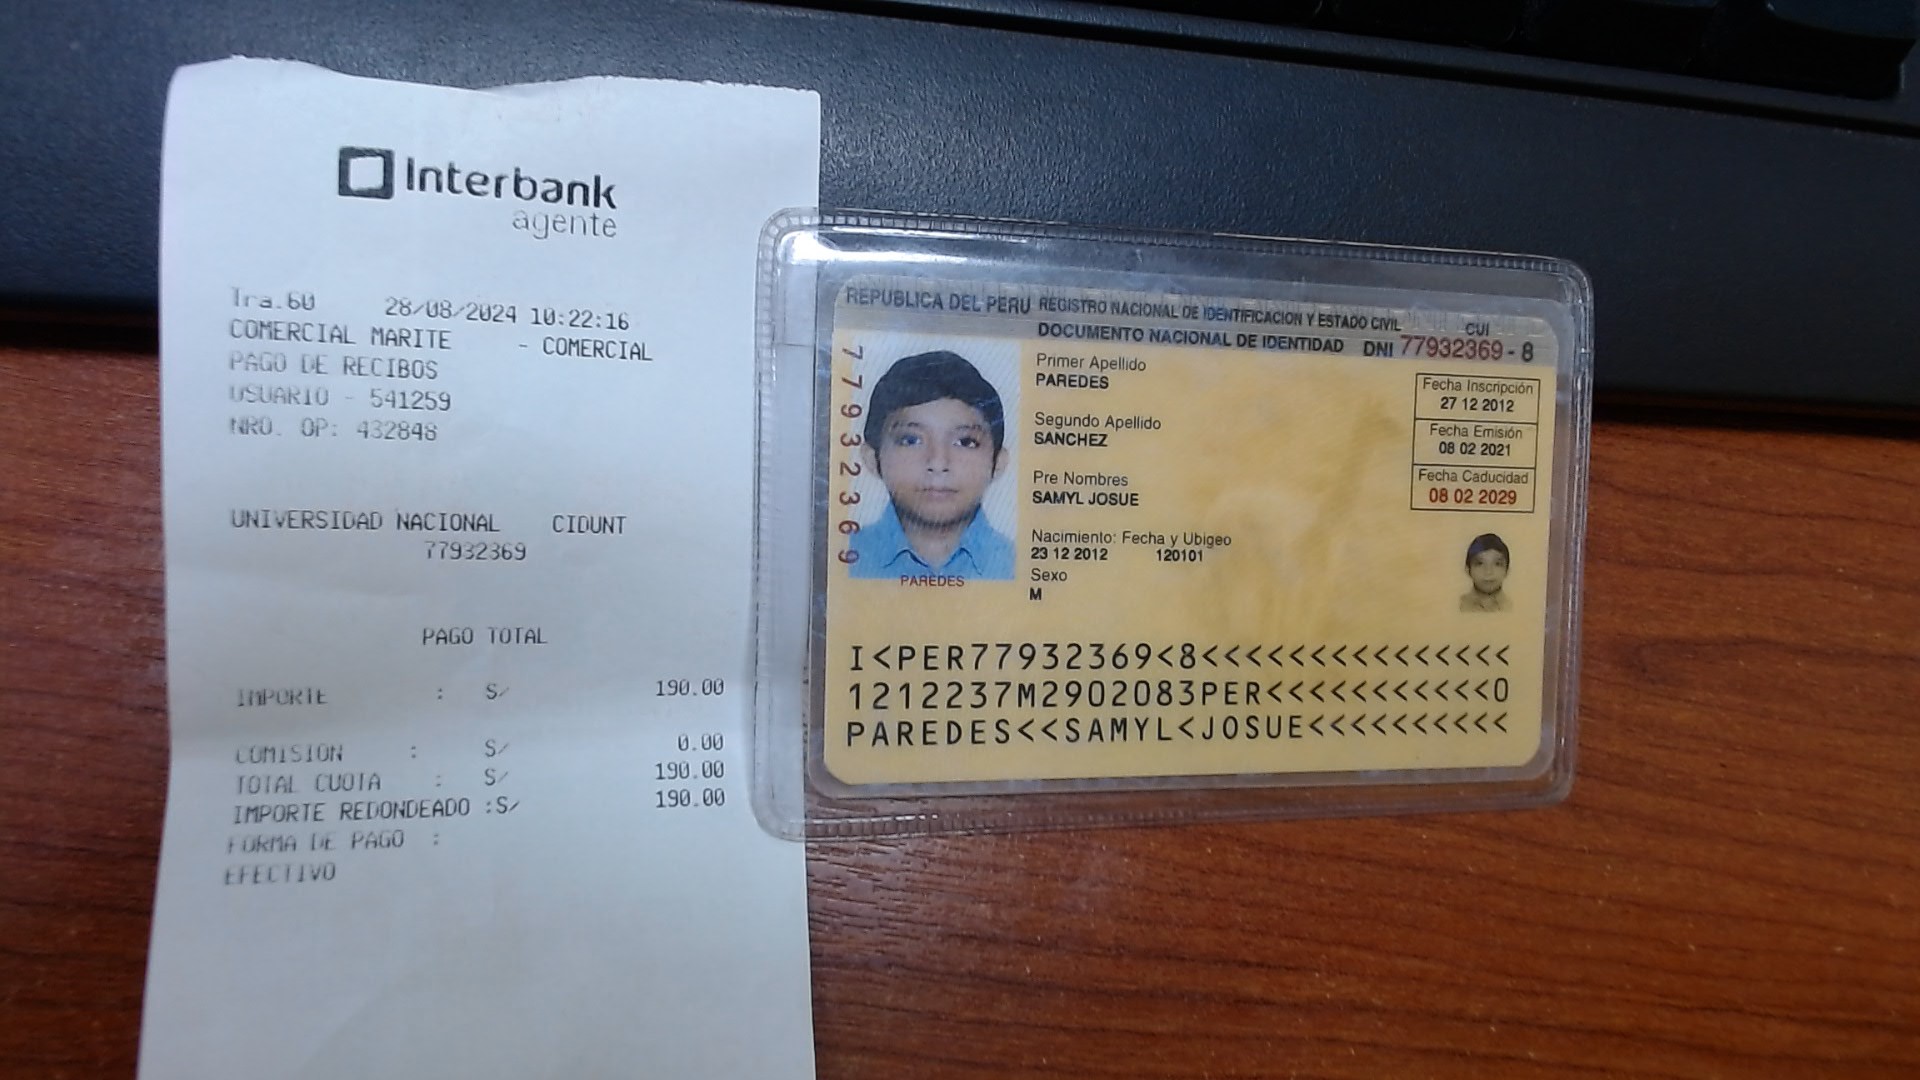 Interbank
agente
Tra.60 28/08/2024 10:22:16
COMERCIAL MARITE - COMERCIAL
PAGO DE RECIBOS
USUARIO - 541259
NRO. OP: 432848
UNIVERSIDAD NACIONAL CIDUNT
77932369
PAGO TOTAL
IMPORTE : S/ 190.00
COMISION : S/ 0.00
TOTAL CUOTA : S/ 190.00
IMPORTE REDONDEADO :S/ 190.00
FORMA DE PAGO :
EFECTIVO
REPUBLICA DEL PERU REGISTRO NACIONAL DE IDENTIFICACION Y ESTADO CIVIL CUI
DOCUMENTO NACIONAL DE IDENTIDAD DNI 77932369 - 8
77932369
Primer Apellido
PAREDES
Segundo Apellido
SANCHEZ
Pre Nombres
SAMYL JOSUE
Nacimiento: Fecha y Ubigeo
23 12 2012 120101
Sexo
M
PAREDES
Fecha Inscripción
27 12 2012
Fecha Emisión
08 02 2021
Fecha Caducidad
08 02 2029
I<PER77932369<8<<<<<<<<<<<<<<<
1212237M2902083PER<<<<<<<<<<<0
PAREDES<<SAMYL<JOSUE<<<<<<<<<<